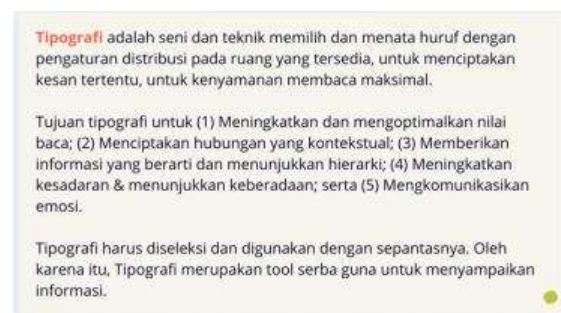 Tipografi adalah seni dan teknik memilih dan menata huruf dengan
pengaturan distribusi pada ruang yang tersedia, untuk menciptakan
kesan tertentu, untuk kenyamanan membaca maksimal.
Tujuan tipografi untuk (1) Meningkatkan dan mengoptimalkan nilai
baca; (2) Menciptakan hubungan yang kontekstual; (3) Memberikan
informasi yang berarti dan menunjukkan hierarki; (4) Meningkatkan
kesadaran & menunjukkan keberadaan; serta (5) Mengkomunikasikan
emosi.
Tipografi harus diseleksi dan digunakan dengan sepantasnya. Oleh
karena itu, Tipografi merupakan tool serba guna untuk menyampaikan
informasi.